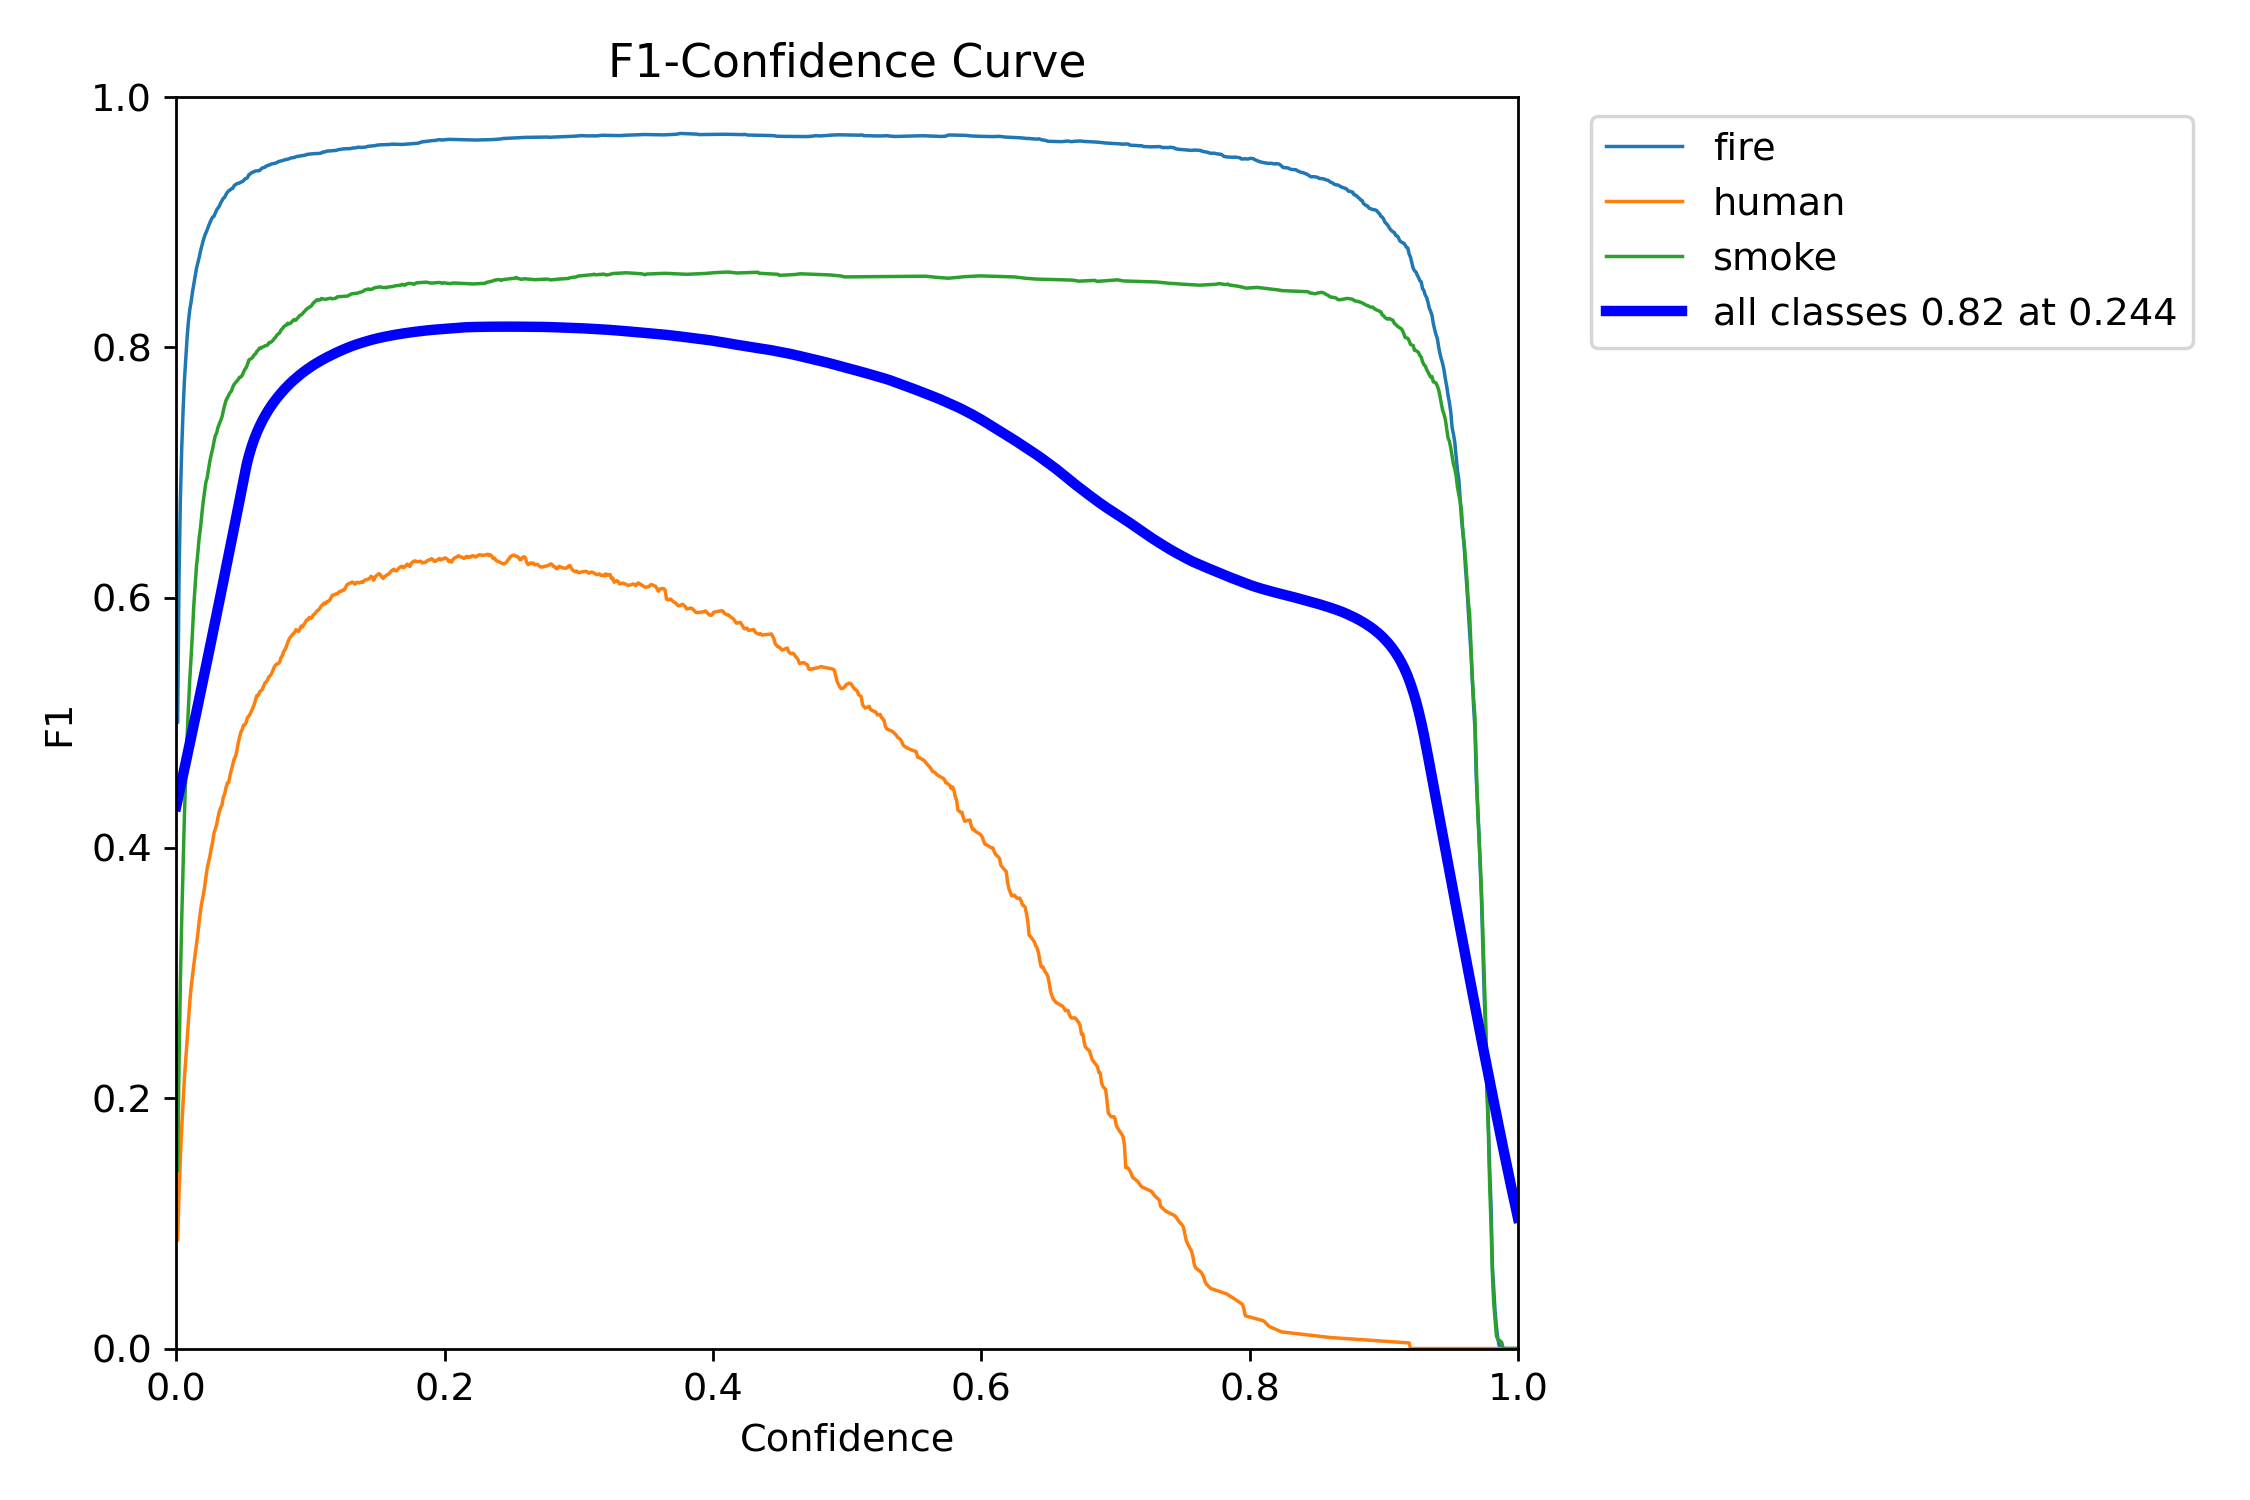 F1-Confidence Curve
1.0
0.8
0.6
0.4
0.2
0.0
F1
0.0 0.2 0.4 0.6 0.8 1.0
Confidence
fire
human
smoke
all classes 0.82 at 0.244